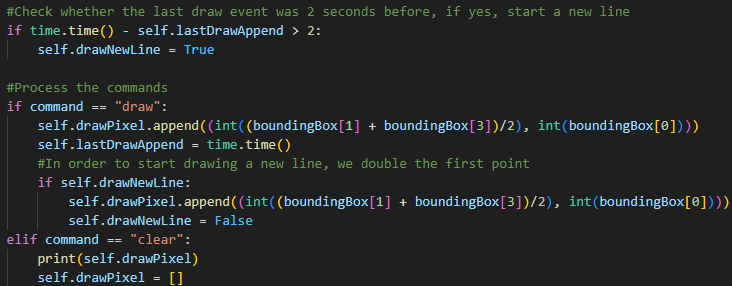 #Check whether the last draw event was 2 seconds before, if yes, start a new line
if time.time() - self.lastDrawAppend > 2:
    self.drawNewLine = True

#Process the commands
if command == "draw":
    self.drawPixel.append((int((boundingBox[1] + boundingBox[3])/2), int(boundingBox[0])))
    self.lastDrawAppend = time.time()
    #In order to start drawing a new line, we double the first point
    if self.drawNewLine:
        self.drawPixel.append((int((boundingBox[1] + boundingBox[3])/2), int(boundingBox[0])))
        self.drawNewLine = False
elif command == "clear":
    print(self.drawPixel)
    self.drawPixel = []